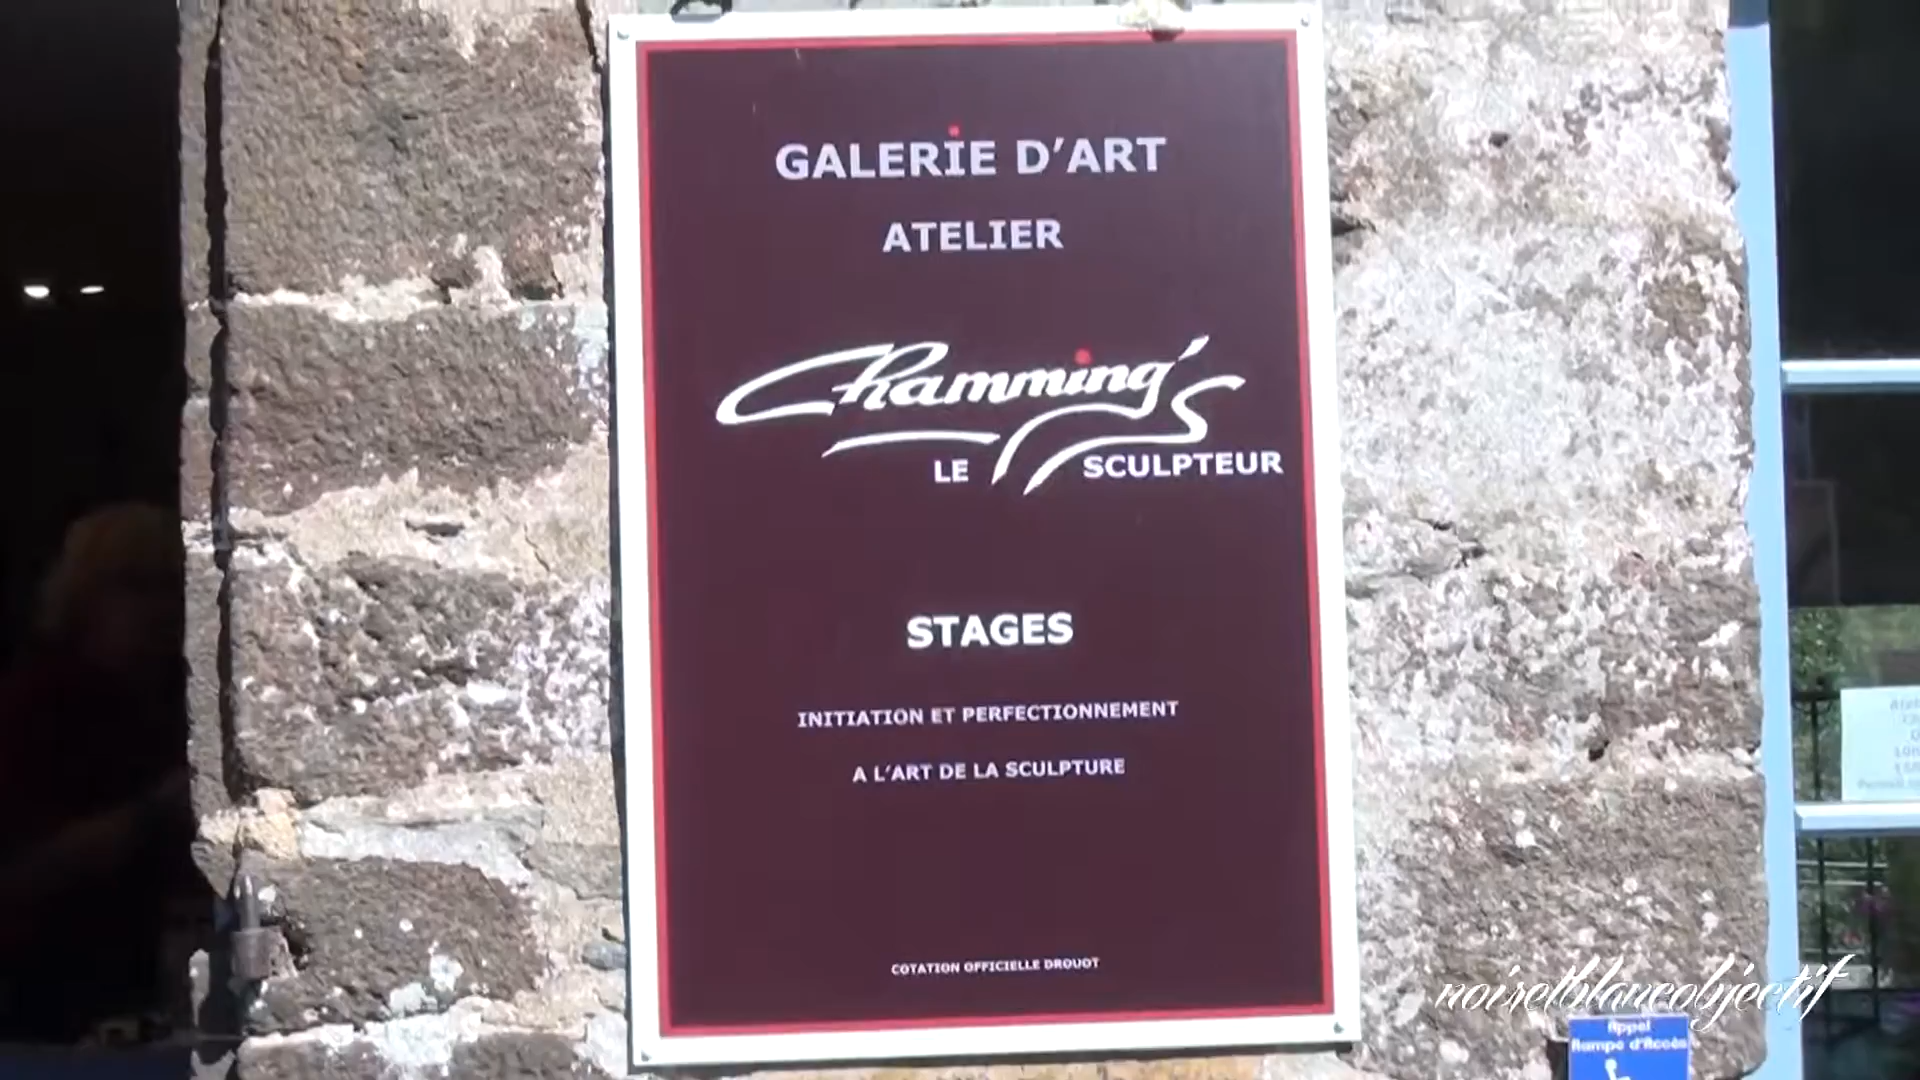 GALERiE D'ART
ATELIER
Chamming's
LE SCULPTEUR
STAGES
INITIATION ET PERFECTIONNEMENT
A L'ART DE LA SCULPTURE
COTATION OFFICIELLE DROUOT
noiretblancobjectif
Appel
Rampe d'Accès